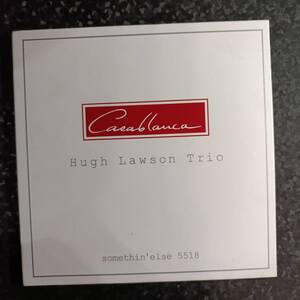 Casablanca
Hugh Lawson Trio
somethin'else 5518